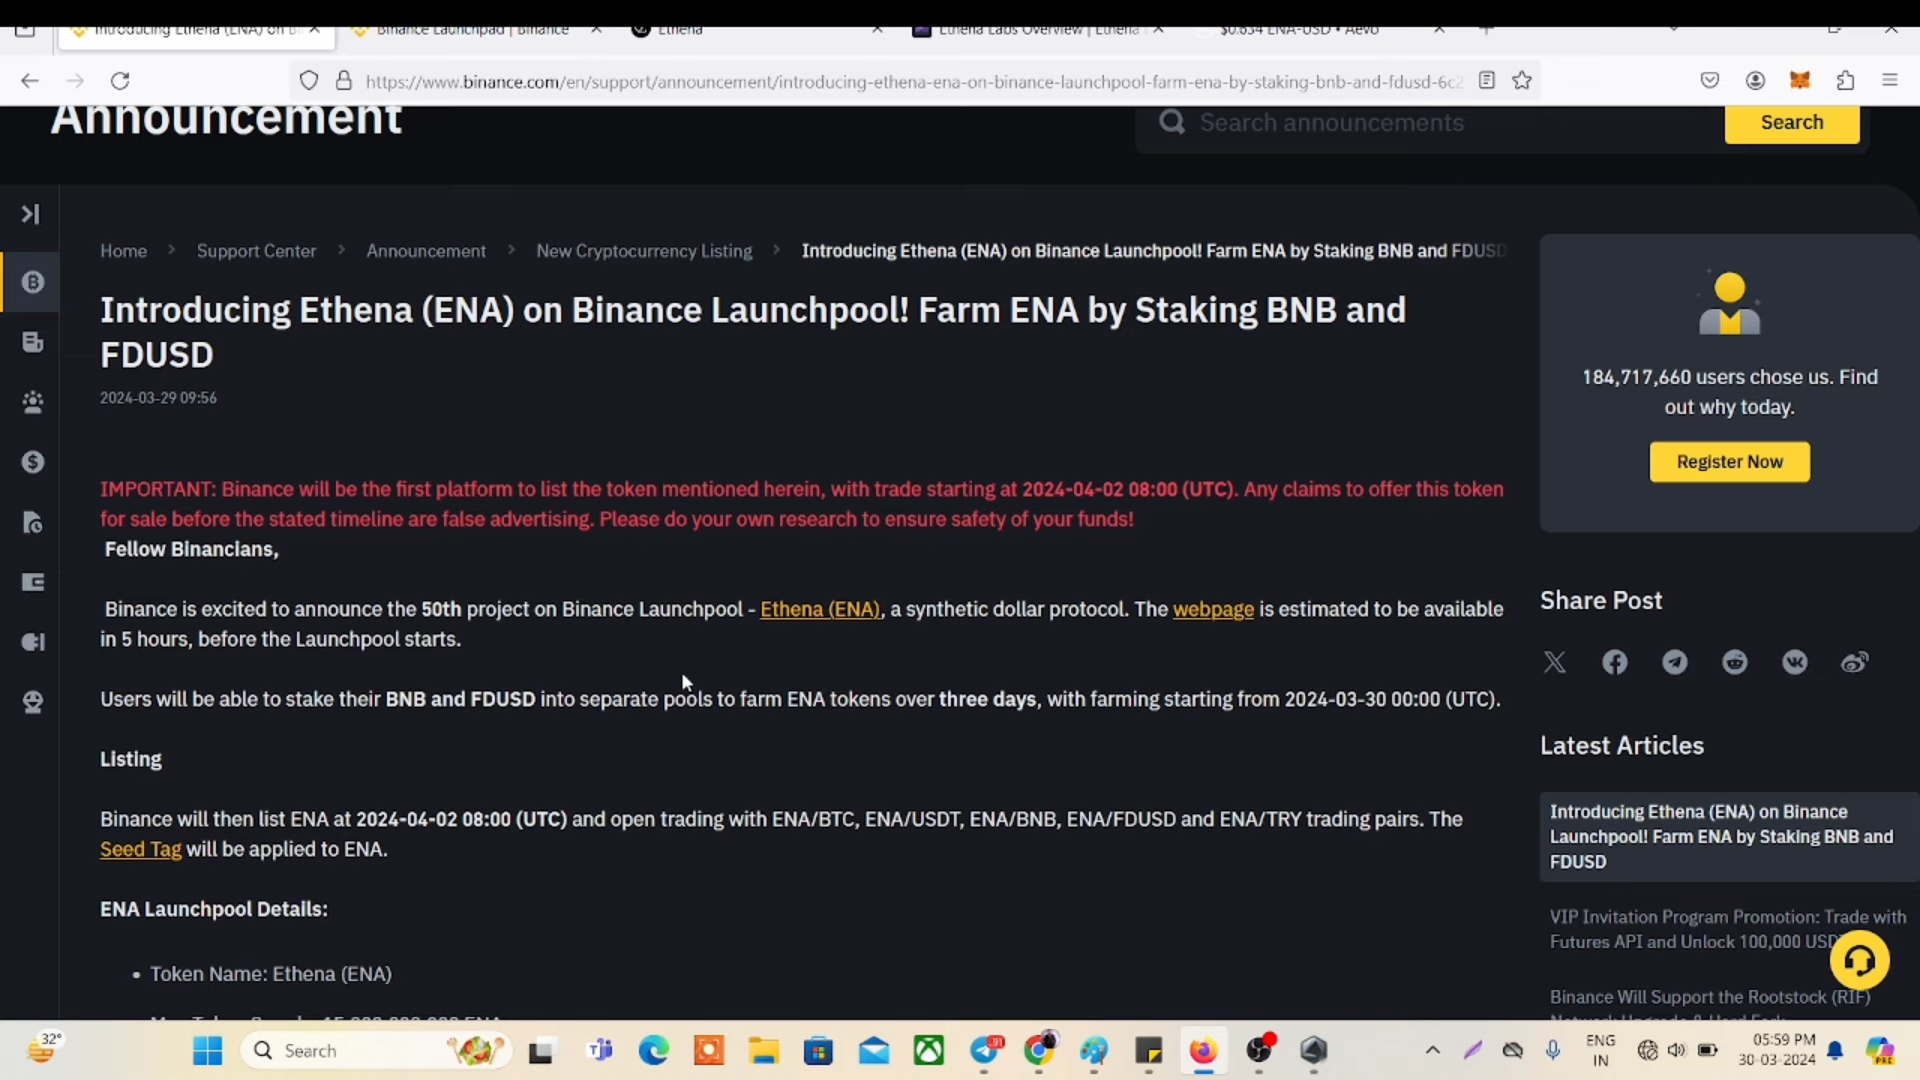 Introducing Ethena (ENA) on Bi
Binance Launchpad | Binance
Ethena
Ethena Labs Overview | Ethena
$0.634 ENA-USD • Aevo
https://www.binance.com/en/support/announcement/introducing-ethena-ena-on-binance-launchpool-farm-ena-by-staking-bnb-and-fdusd-6c2
Announcement
Search announcements
Search
Home
Support Center
Announcement
New Cryptocurrency Listing
Introducing Ethena (ENA) on Binance Launchpool! Farm ENA by Staking BNB and FDUSD
Introducing Ethena (ENA) on Binance Launchpool! Farm ENA by Staking BNB and
FDUSD
2024-03-29 09:56
IMPORTANT: Binance will be the first platform to list the token mentioned herein, with trade starting at 2024-04-02 08:00 (UTC). Any claims to offer this token
for sale before the stated timeline are false advertising. Please do your own research to ensure safety of your funds!
Fellow Binancians,
Binance is excited to announce the 50th project on Binance Launchpool - Ethena (ENA), a synthetic dollar protocol. The webpage is estimated to be available
in 5 hours, before the Launchpool starts.
Users will be able to stake their BNB and FDUSD into separate pools to farm ENA tokens over three days, with farming starting from 2024-03-30 00:00 (UTC).
Listing
Binance will then list ENA at 2024-04-02 08:00 (UTC) and open trading with ENA/BTC, ENA/USDT, ENA/BNB, ENA/FDUSD and ENA/TRY trading pairs. The
Seed Tag will be applied to ENA.
ENA Launchpool Details:
• Token Name: Ethena (ENA)
184,717,660 users chose us. Find
out why today.
Register Now
Share Post
Latest Articles
Introducing Ethena (ENA) on Binance
Launchpool! Farm ENA by Staking BNB and
FDUSD
VIP Invitation Program Promotion: Trade with
Futures API and Unlock 100,000 USD
Binance Will Support the Rootstock (RIF)
32°
Search
91
ENG
IN
05:59 PM
30-03-2024
PRE